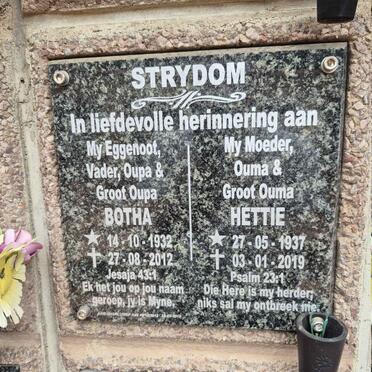 STRYDOM
In liefdevolle herinnering aan
My Eggenoot,
Vader, Oupa &
Groot Oupa
BOTHA
14 - 10 - 1932
27 - 08 - 2012
Jesaja 43:1
Ek het jou op jou naam
geroep, jy is Myne.
My Moeder,
Ouma &
Groot Ouma
HETTIE
27 - 05 - 1937
03 - 01 - 2019
Psalm 23:1
Die Here is my herder;
niks sal my ontbreek nie.